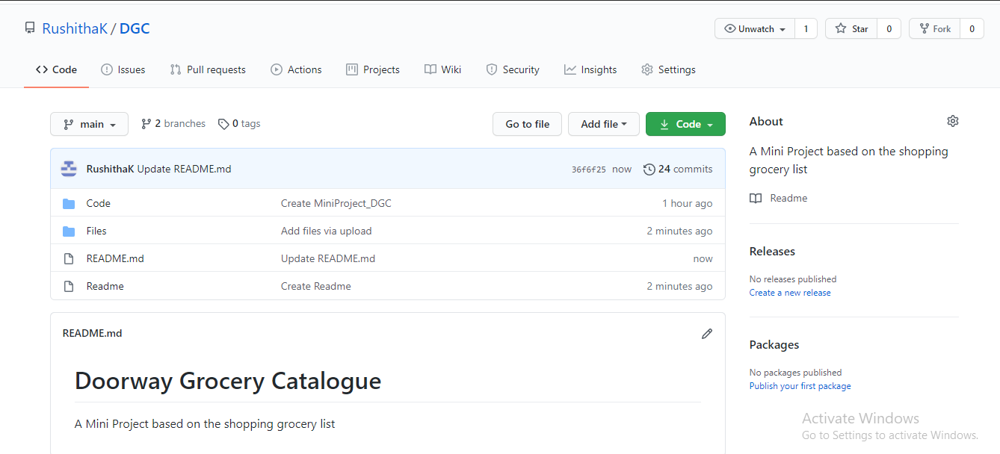 RushithaK / DGC
Unwatch 1 Star 0 Fork 0
Code Issues Pull requests Actions Projects Wiki Security Insights Settings
main 2 branches 0 tags Go to file Add file Code
RushithaK Update README.md 36f6f25 now 24 commits
Code Create MiniProject_DGC 1 hour ago
Files Add files via upload 2 minutes ago
README.md Update README.md now
Readme Create Readme 2 minutes ago
README.md
Doorway Grocery Catalogue
A Mini Project based on the shopping grocery list
About
A Mini Project based on the shopping
grocery list
Readme
Releases
No releases published
Create a new release
Packages
No packages published
Publish your first package
Activate Windows
Go to Settings to activate Windows.